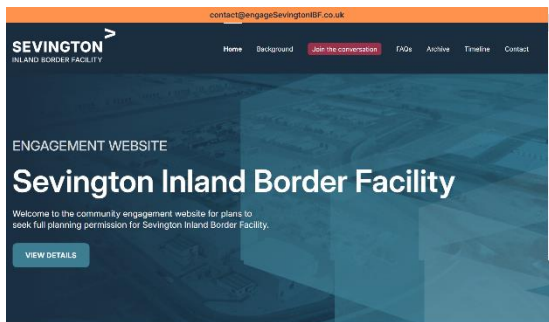 contact@engageSevingtonIBF.co.uk
SEVINGTON
INLAND BORDER FACILITY
Home Background Join the conversation FAQs Archive Timeline Contact
ENGAGEMENT WEBSITE
Sevington Inland Border Facility
Welcome to the community engagement website for plans to
seek full planning permission for Sevington Inland Border Facility.
VIEW DETAILS